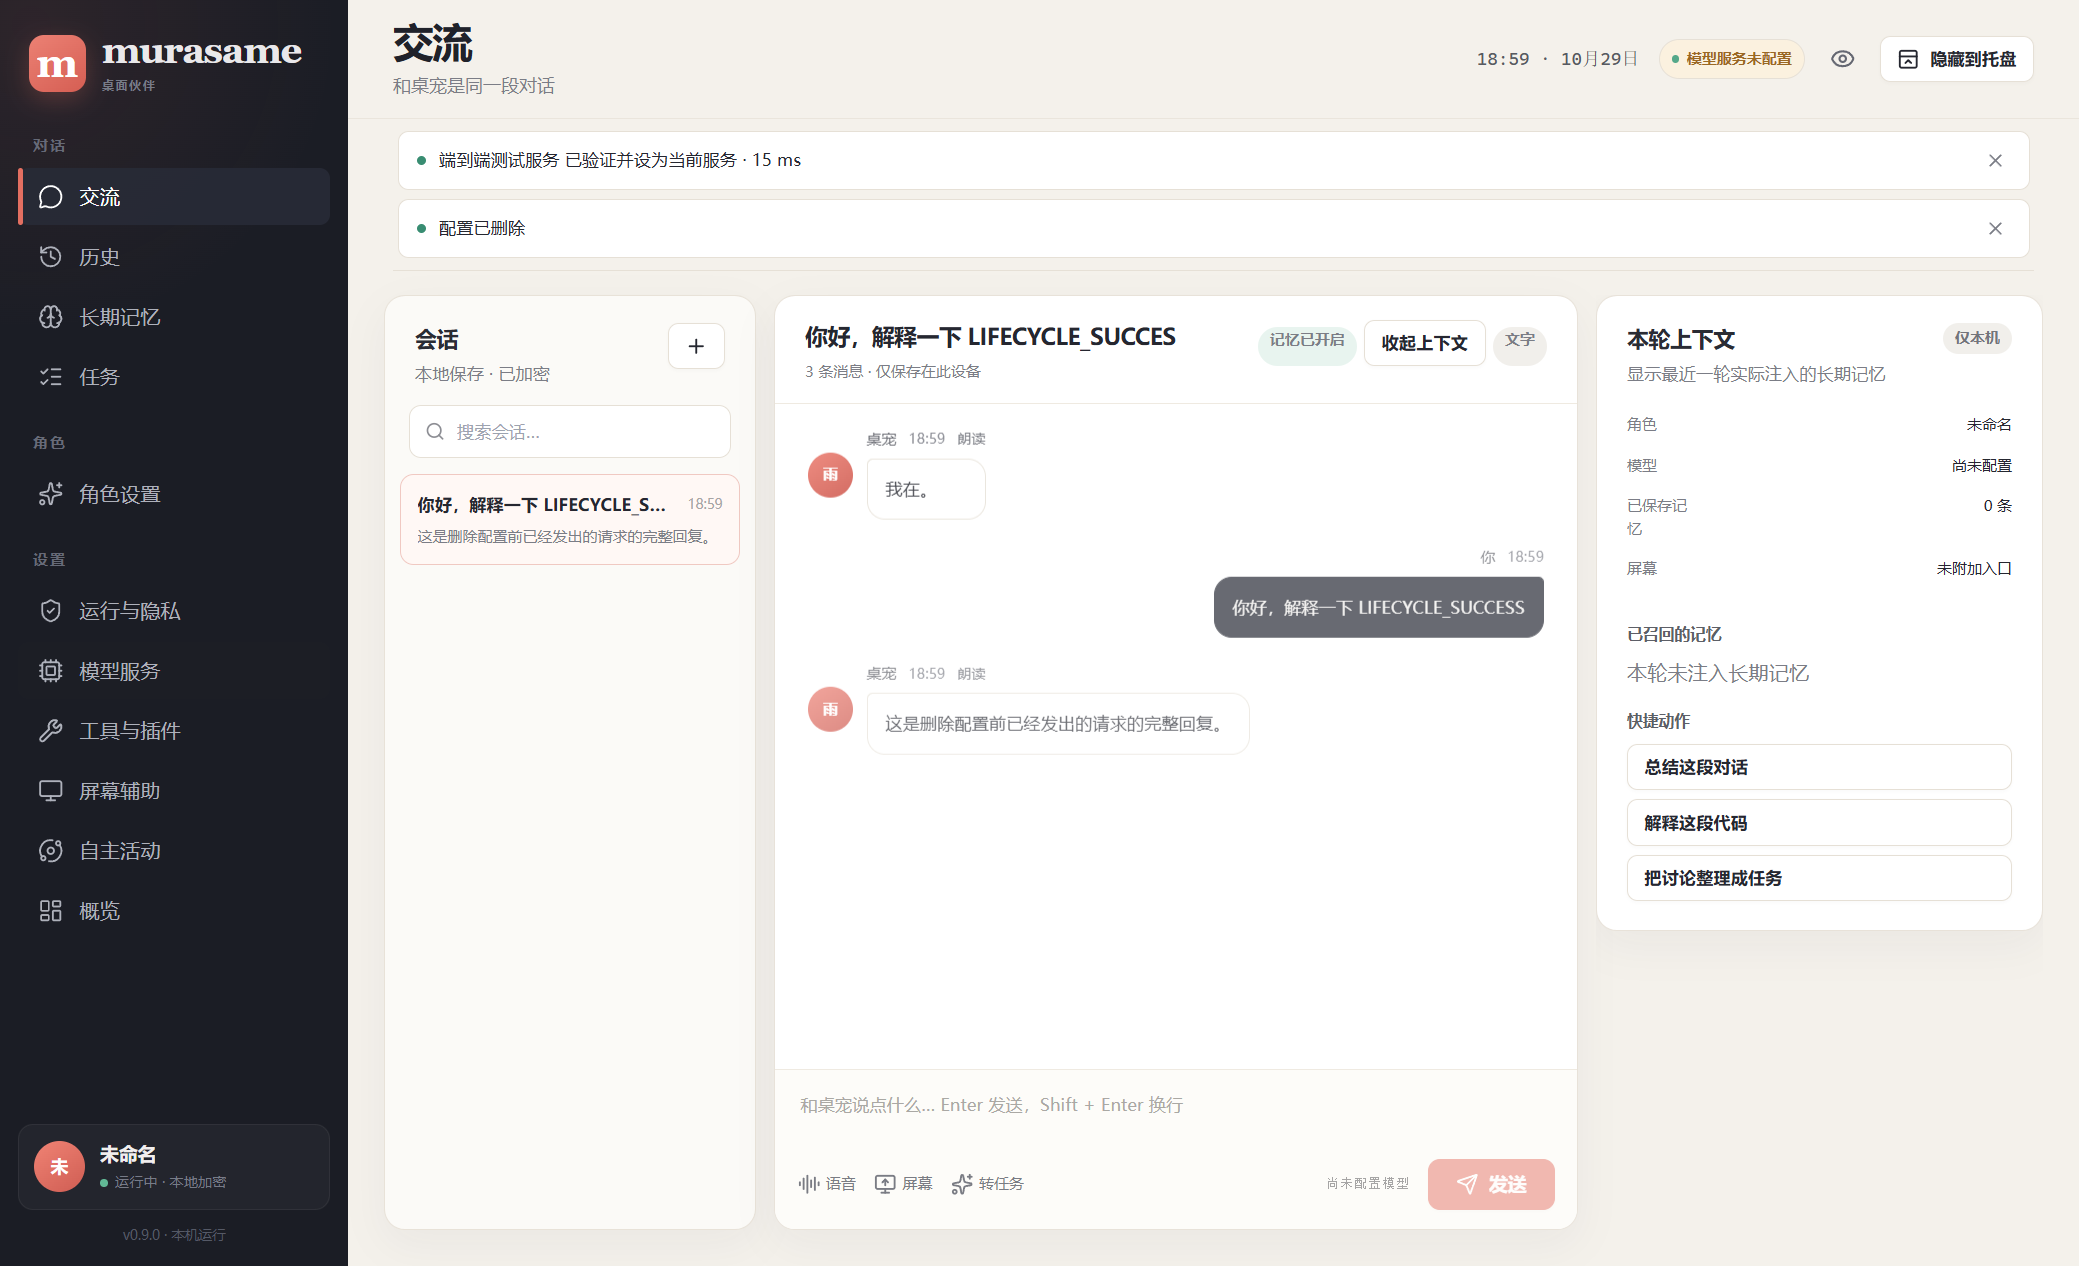 m
murasame
桌面伙伴
对话
交流
历史
长期记忆
任务
角色
角色设置
设置
运行与隐私
模型服务
工具与插件
屏幕辅助
自主活动
概览
未
未命名
运行中 · 本地加密
v0.9.0 · 本机运行
交流
和桌宠是同一段对话
18:59 · 10月29日
模型服务未配置
隐藏到托盘
端到端测试服务 已验证并设为当前服务 · 15 ms
配置已删除
会话
本地保存 · 已加密
搜索会话...
你好，解释一下 LIFECYCLE_S... 18:59
这是删除配置前已经发出的请求的完整回复。
你好，解释一下 LIFECYCLE_SUCCES
3 条消息 · 仅保存在此设备
记忆已开启
收起上下文
文字
桌宠 18:59 朗读
雨
我在。
你 18:59
你好，解释一下 LIFECYCLE_SUCCESS
桌宠 18:59 朗读
雨
这是删除配置前已经发出的请求的完整回复。
和桌宠说点什么... Enter 发送，Shift + Enter 换行
语音
屏幕
转任务
尚未配置模型
发送
本轮上下文
仅本机
显示最近一轮实际注入的长期记忆
角色 未命名
模型 尚未配置
已保存记忆 0 条
屏幕 未附加入口
已召回的记忆
本轮未注入长期记忆
快捷动作
总结这段对话
解释这段代码
把讨论整理成任务